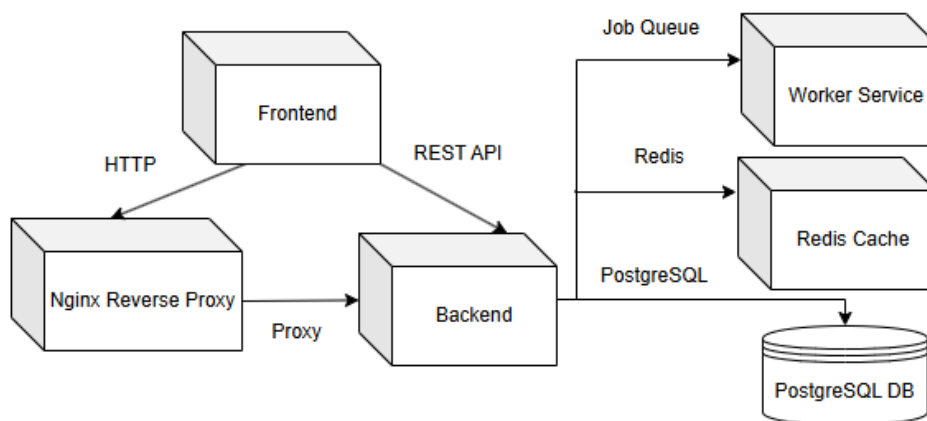 Job Queue
Worker Service
Frontend
HTTP
REST API
Redis
Redis Cache
Nginx Reverse Proxy
Proxy
Backend
PostgreSQL
PostgreSQL DB